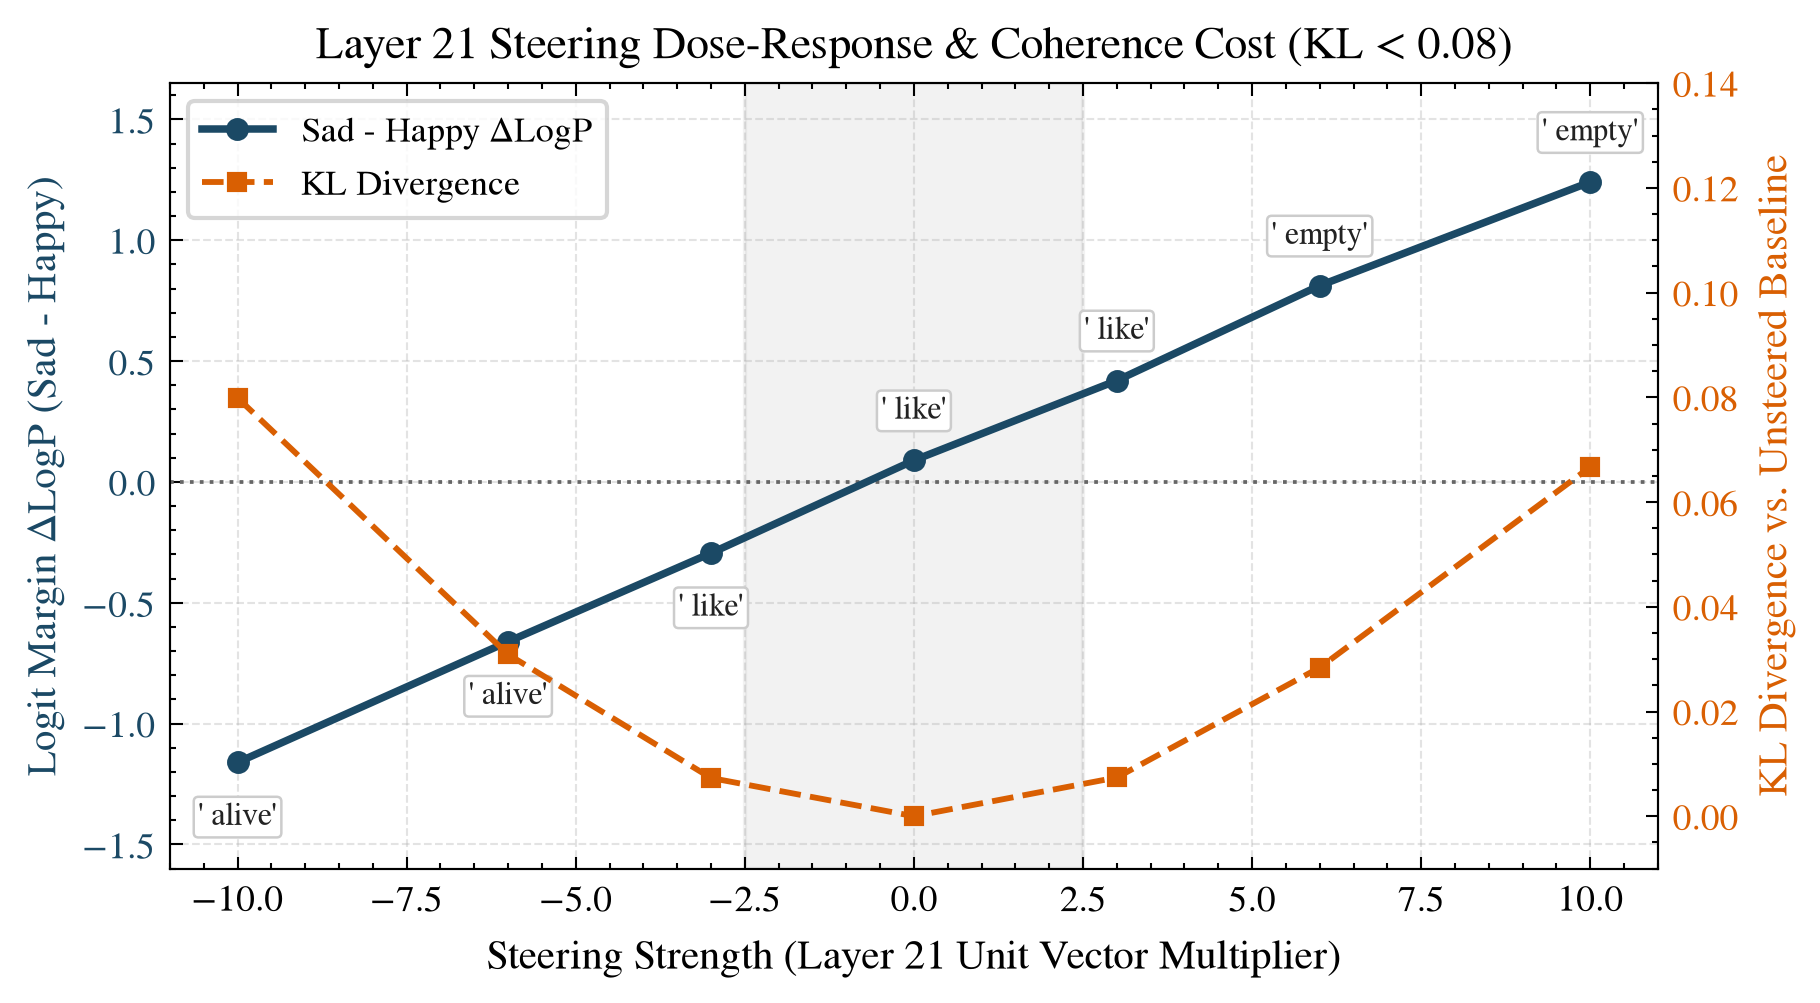 Layer 21 Steering Dose-Response & Coherence Cost (KL < 0.08)
Sad - Happy ΔLogP
KL Divergence
Logit Margin ΔLogP (Sad - Happy)
1.5
1.0
0.5
0.0
−0.5
−1.0
−1.5
' alive'
' alive'
' like'
' like'
' like'
' empty'
' empty'
0.14
0.12
0.10
0.08
0.06
0.04
0.02
0.00
KL Divergence vs. Unsteered Baseline
−10.0 −7.5 −5.0 −2.5 0.0 2.5 5.0 7.5 10.0
Steering Strength (Layer 21 Unit Vector Multiplier)